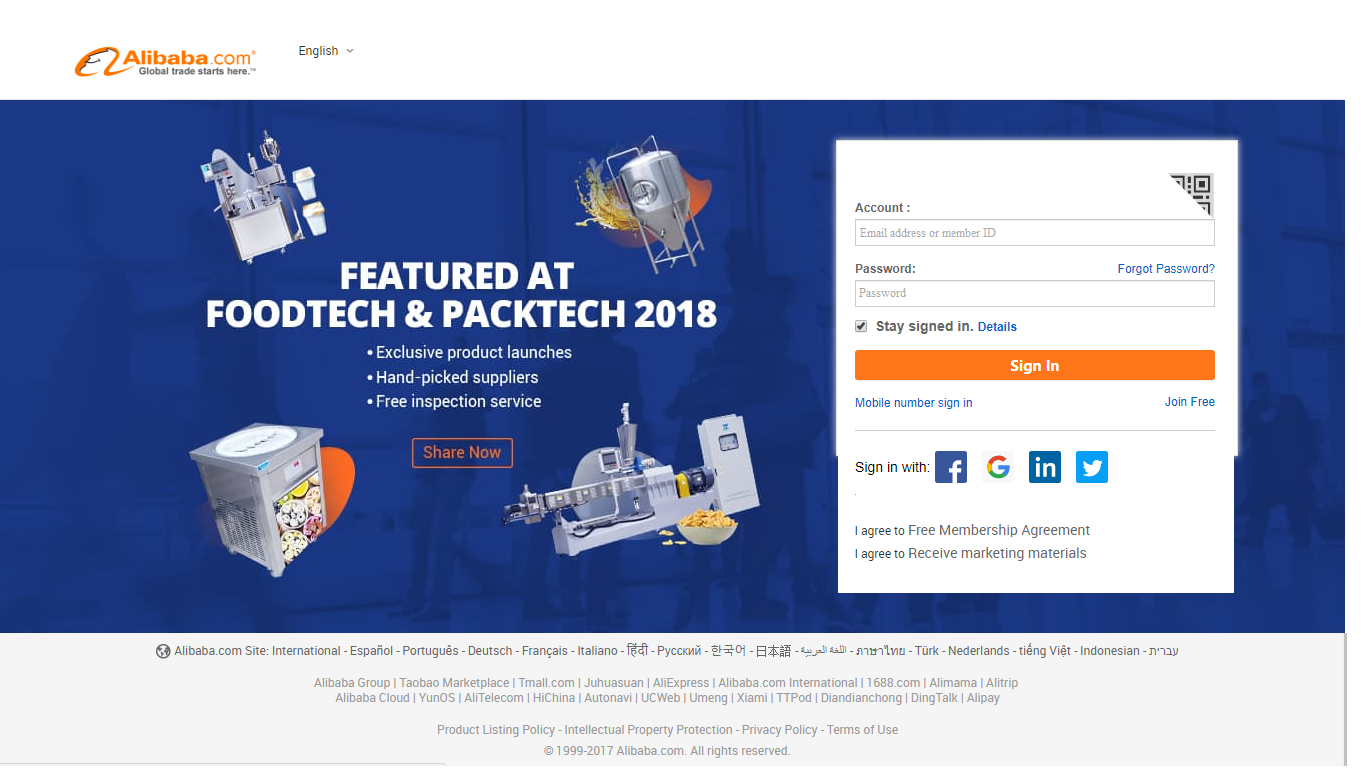 Alibaba.com®
Global trade starts here.™
English
FEATURED AT
FOODTECH & PACKTECH 2018
• Exclusive product launches
• Hand-picked suppliers
• Free inspection service
Share Now
Account :
Email address or member ID
Password:
Forgot Password?
Password
Stay signed in. Details
Sign In
Mobile number sign in
Join Free
Sign in with:
I agree to Free Membership Agreement
I agree to Receive marketing materials
Alibaba.com Site: International - Español - Português - Deutsch - Français - Italiano - हिंदी - Русский - 한국어 - 日本語 - اللغة العربية - ภาษาไทย - Türk - Nederlands - tiếng Việt - Indonesian - עברית
Alibaba Group | Taobao Marketplace | Tmall.com | Juhuasuan | AliExpress | Alibaba.com International | 1688.com | Alimama | Alitrip
Alibaba Cloud | YunOS | AliTelecom | HiChina | Autonavi | UCWeb | Umeng | Xiami | TTPod | Diandianchong | DingTalk | Alipay
Product Listing Policy - Intellectual Property Protection - Privacy Policy - Terms of Use
© 1999-2017 Alibaba.com. All rights reserved.